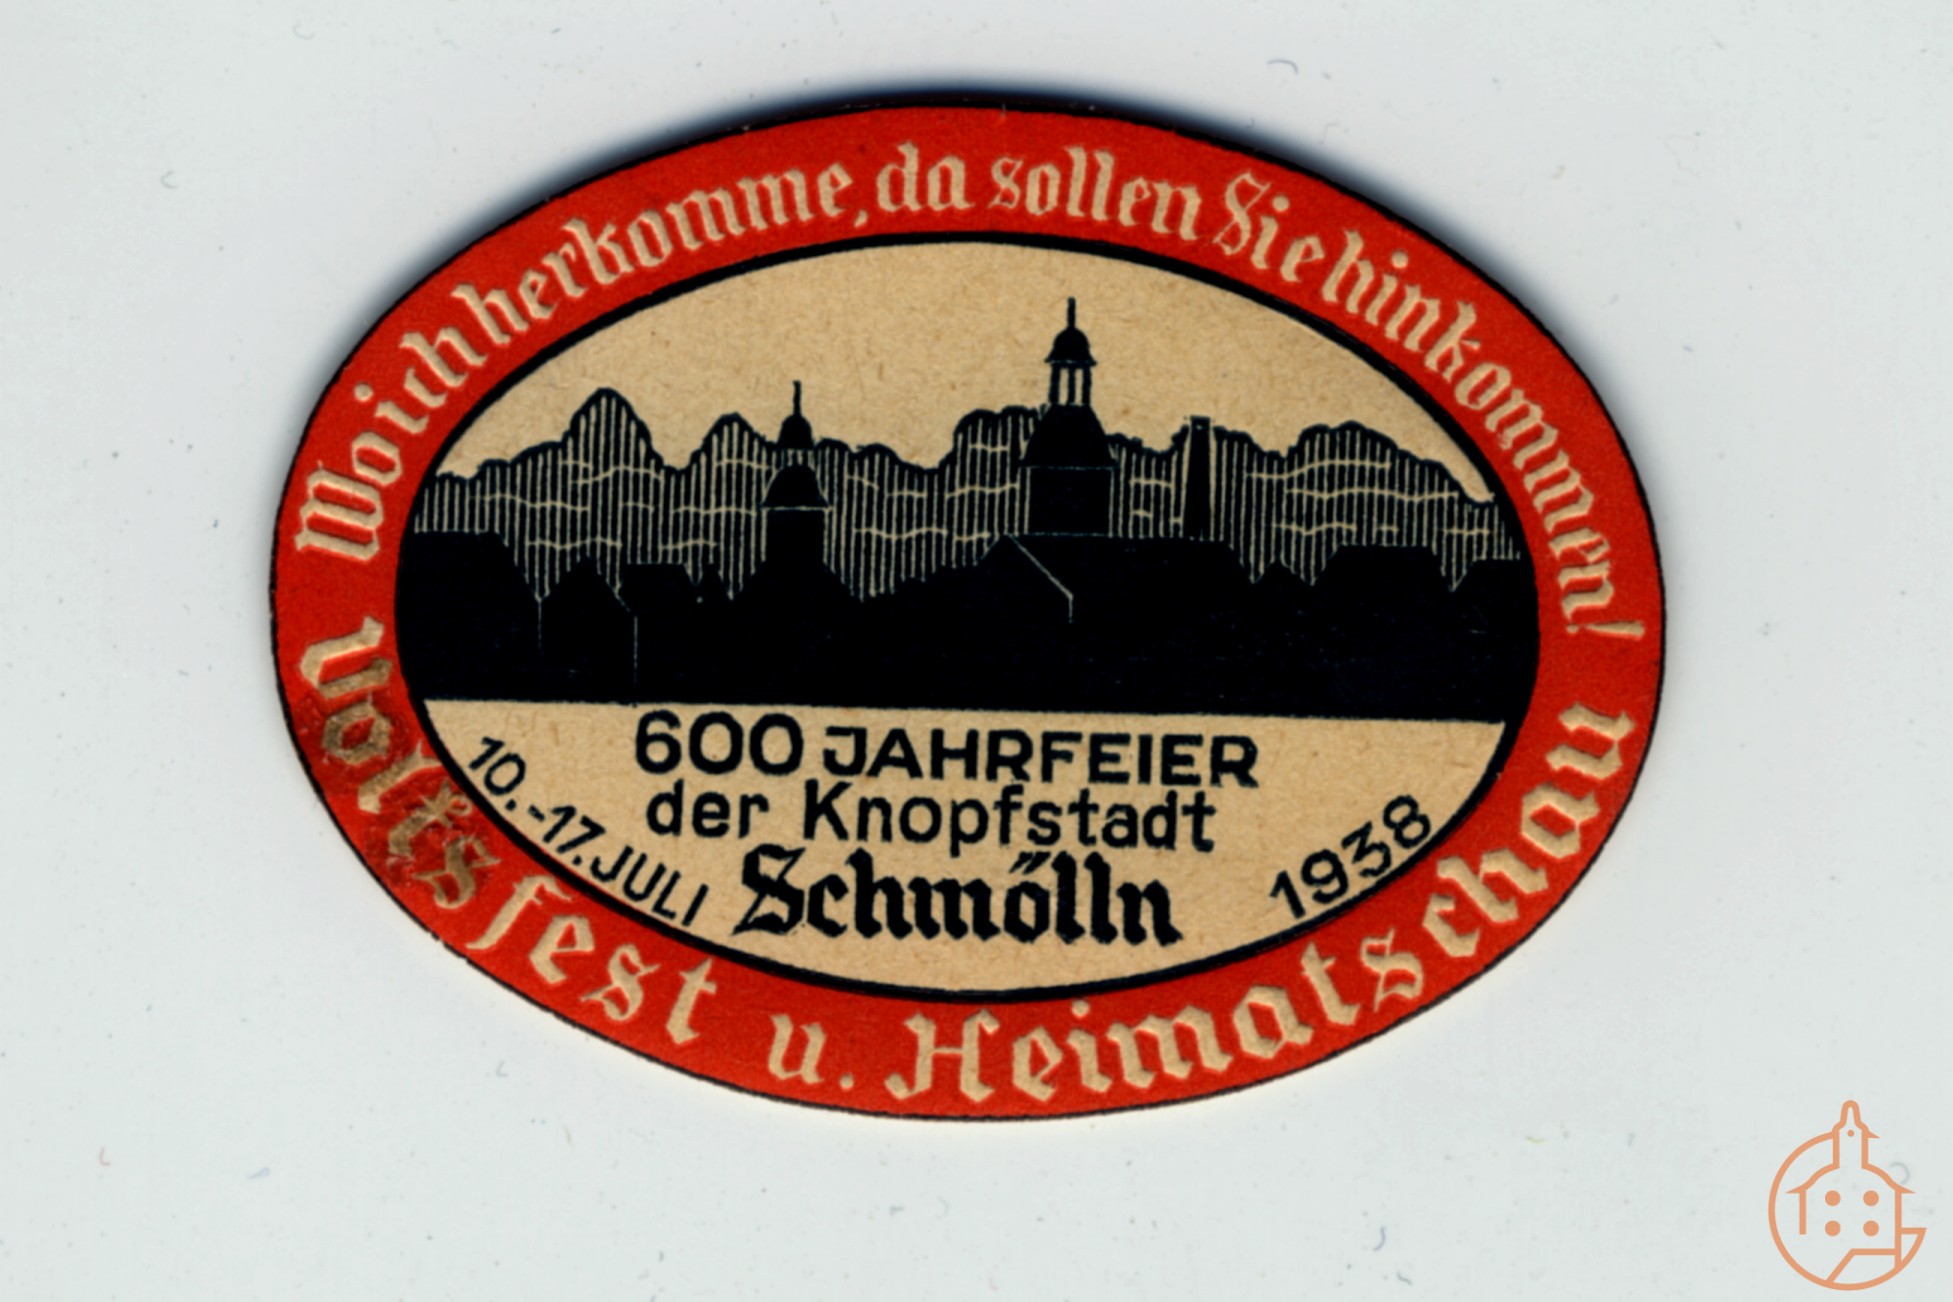 Wo ich herkomme, da sollen Sie hinkommen!
600 JAHRFEIER
der Knopfstadt
Schmölln
10.-17. JULI
1938
Volksfest u. Heimatschau